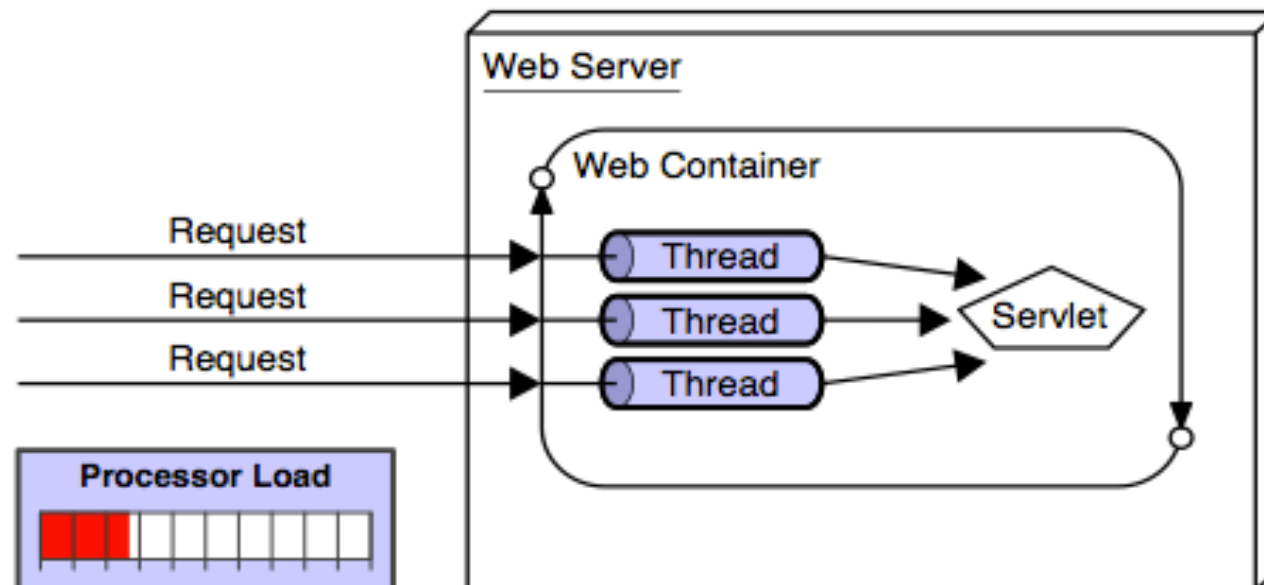 Web Server
Web Container
Request
Thread
Request
Thread
Servlet
Request
Thread
Processor Load